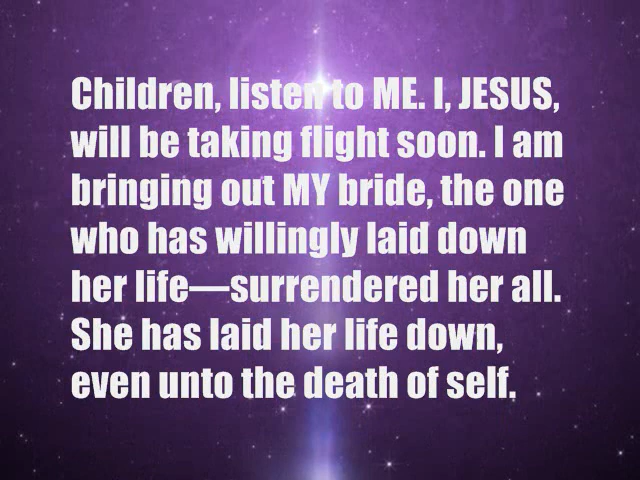 Children, listen to ME. I, JESUS,
will be taking flight soon. I am
bringing out MY bride, the one
who has willingly laid down
her life—surrendered her all.
She has laid her life down,
even unto the death of self.